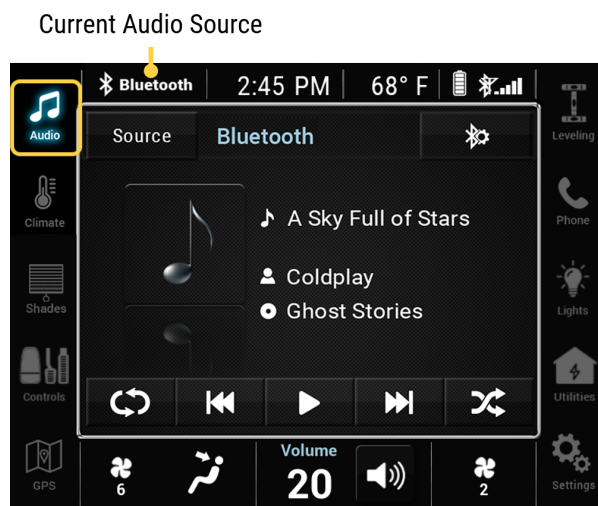 Current Audio Source
Bluetooth
2:45 PM
68° F
Audio
Source
Bluetooth
Leveling
Climate
A Sky Full of Stars
Phone
Coldplay
Shades
Ghost Stories
Lights
Controls
Utilities
GPS
6
Volume
20
2
Settings